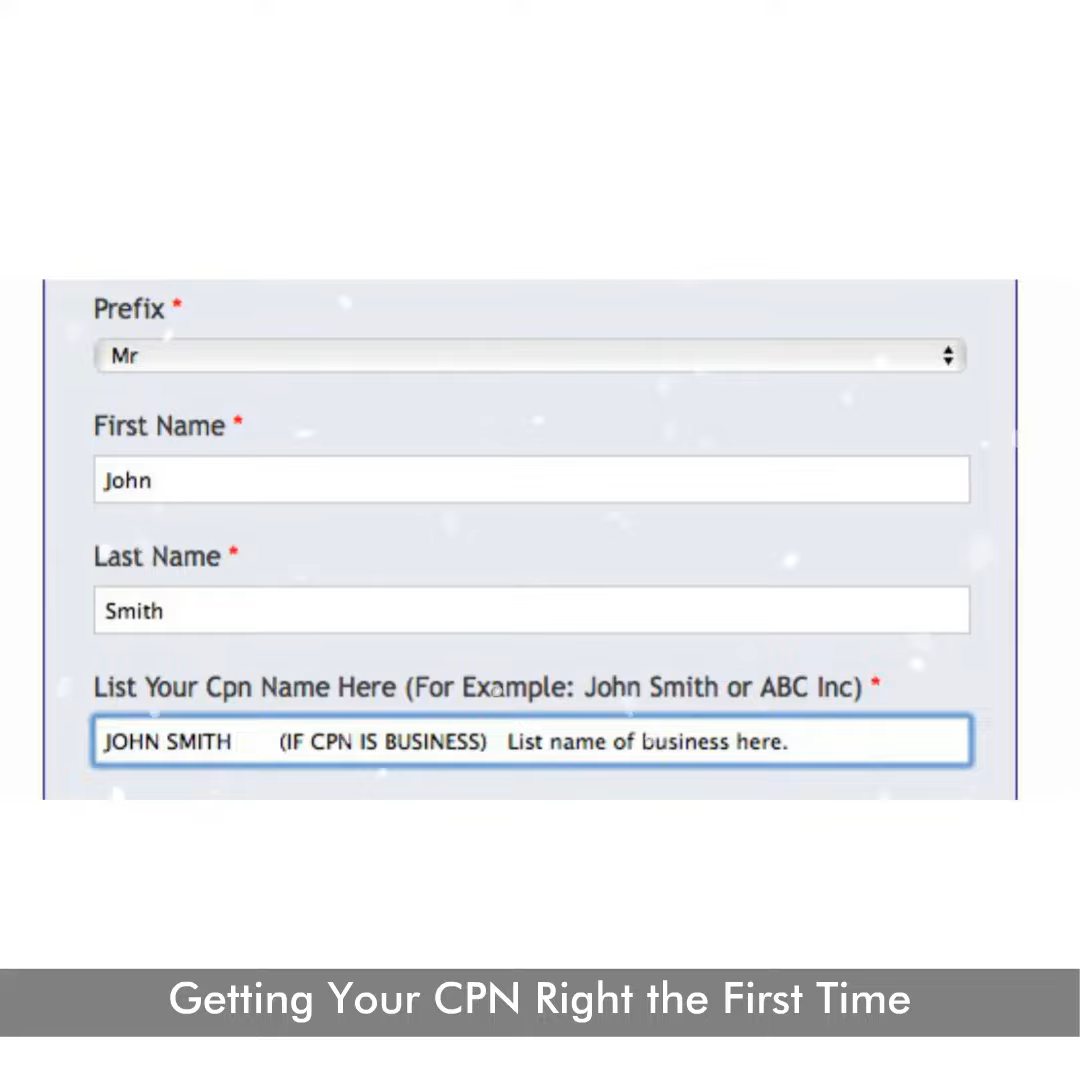 Prefix *
Mr
First Name *
John
Last Name *
Smith
List Your Cpn Name Here (For Example: John Smith or ABC Inc) *
JOHN SMITH (IF CPN IS BUSINESS) List name of business here.
Getting Your CPN Right the First Time